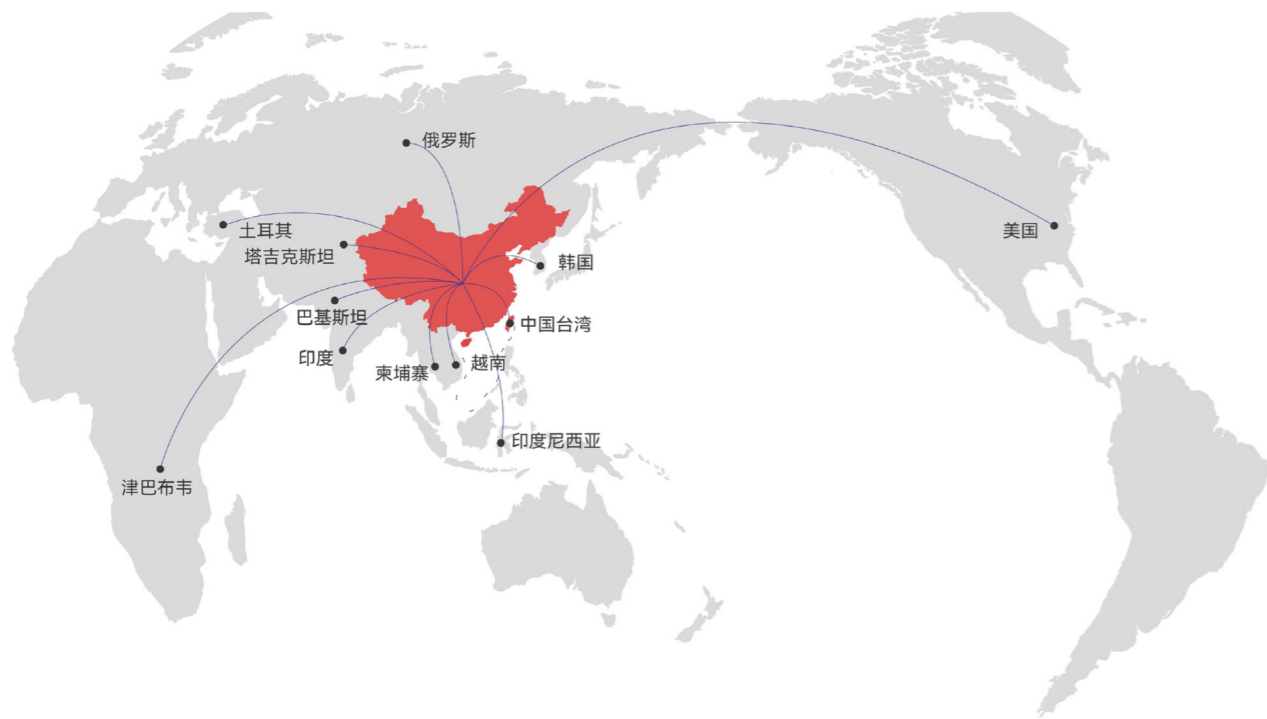 俄罗斯
土耳其
美国
塔吉克斯坦
韩国
巴基斯坦
中国台湾
印度
越南
柬埔寨
印度尼西亚
津巴布韦